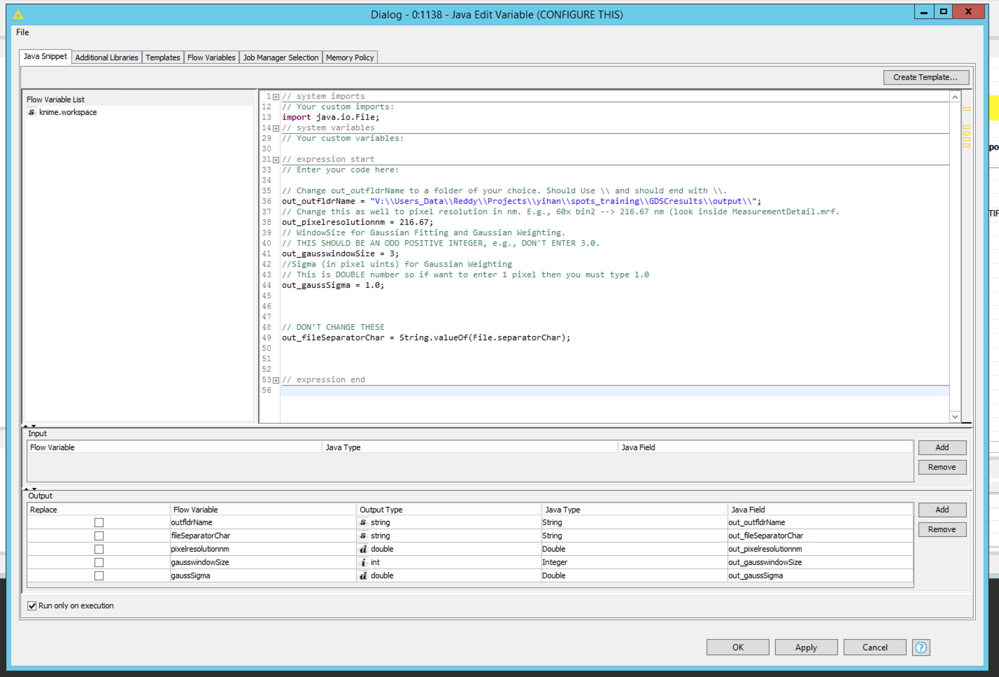 Dialog - 0:1138 - Java Edit Variable (CONFIGURE THIS)
File
Java Snippet Additional Libraries Templates Flow Variables Job Manager Selection Memory Policy
Create Template...
Flow Variable List
s knime.workspace
1 // system imports
12 // Your custom imports:
13 import java.io.File;
14 // system variables
29 // Your custom variables:
30
31 // expression start
33 // Enter your code here:
34
35 // Change out_outfldrName to a folder of your choice. Should Use \\ and should end with \\.
36 out_outfldrName = "V:\\Users_Data\\Reddy\\Projects\\yihan\\spots_training\\GDSCresults\\output\\";
37 // Change this as well to pixel resolution in nm. E.g., 60x bin2 --> 216.67 nm (look inside MeasurementDetail.mrf.
38 out_pixelresolutionnm = 216.67;
39 // WindowSize for Gaussian Fitting and Gaussian Weighting.
40 // THIS SHOULD BE AN ODD POSITIVE INTEGER, e.g., DON'T ENTER 3.0.
41 out_gausswindowSize = 3;
42 //Sigma (in pixel uints) for Gaussian Weighting
43 // This is DOUBLE number so if want to enter 1 pixel then you must type 1.0
44 out_gaussSigma = 1.0;
45
46
47
48 // DON'T CHANGE THESE
49 out_fileSeparatorChar = String.valueOf(File.separatorChar);
50
51
52
53 // expression end
56
Input
Flow Variable Java Type Java Field
Add
Remove
Output
Replace Flow Variable Output Type Java Type Java Field
outfldrName s string String out_outfldrName
fileSeparatorChar s string String out_fileSeparatorChar
pixelresolutionnm d double Double out_pixelresolutionnm
gausswindowSize i int Integer out_gausswindowSize
gaussSigma d double Double out_gaussSigma
Add
Remove
Run only on execution
OK Apply Cancel ?
po
TIF